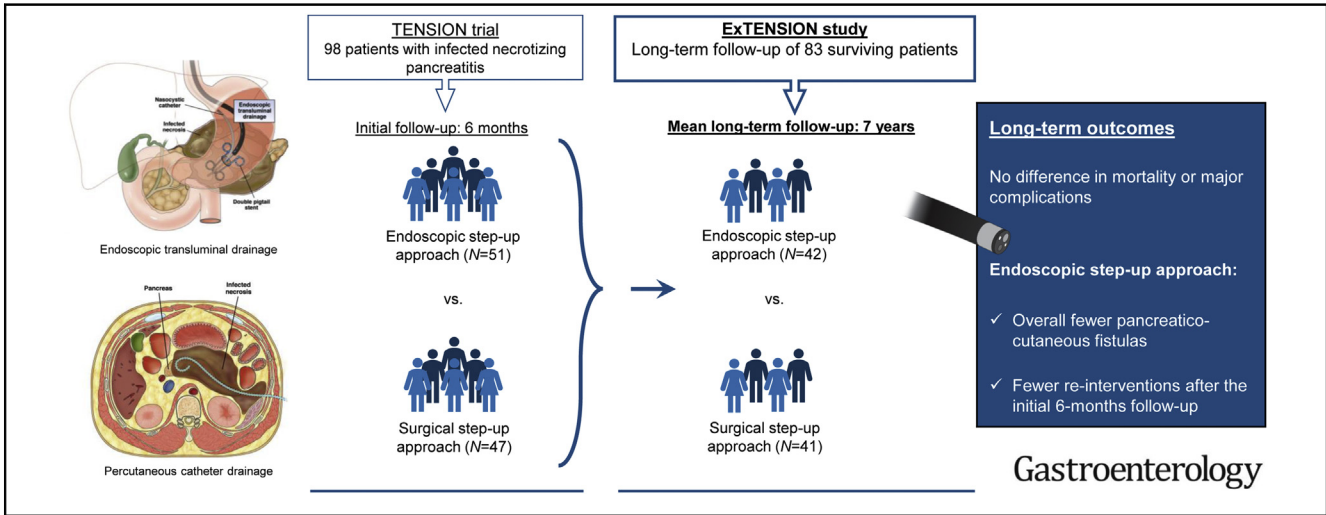 Nasocystic
catheter
Endoscopic
transluminal
drainage
Infected
necrosis
Double pigtail
stent
Endoscopic transluminal drainage
Pancreas
Infected
necrosis
Percutaneous catheter drainage
TENSION trial
98 patients with infected necrotizing
pancreatitis
Initial follow-up: 6 months
Endoscopic step-up
approach (N=51)
vs.
Surgical step-up
approach (N=47)
ExTENSION study
Long-term follow-up of 83 surviving patients
Mean long-term follow-up: 7 years
Endoscopic step-up
approach (N=42)
vs.
Surgical step-up
approach (N=41)
Long-term outcomes
No difference in mortality or major
complications
Endoscopic step-up approach:
✓ Overall fewer pancreatico-
cutaneous fistulas
✓ Fewer re-interventions after the
initial 6-months follow-up
Gastroenterology